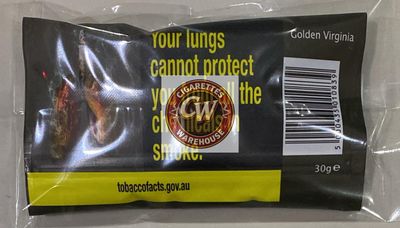 Your lungs
cannot protect
the
smoke.
Golden Virginia
CIGARETTES
CW
WAREHOUSE
30g e
tobaccofacts.gov.au